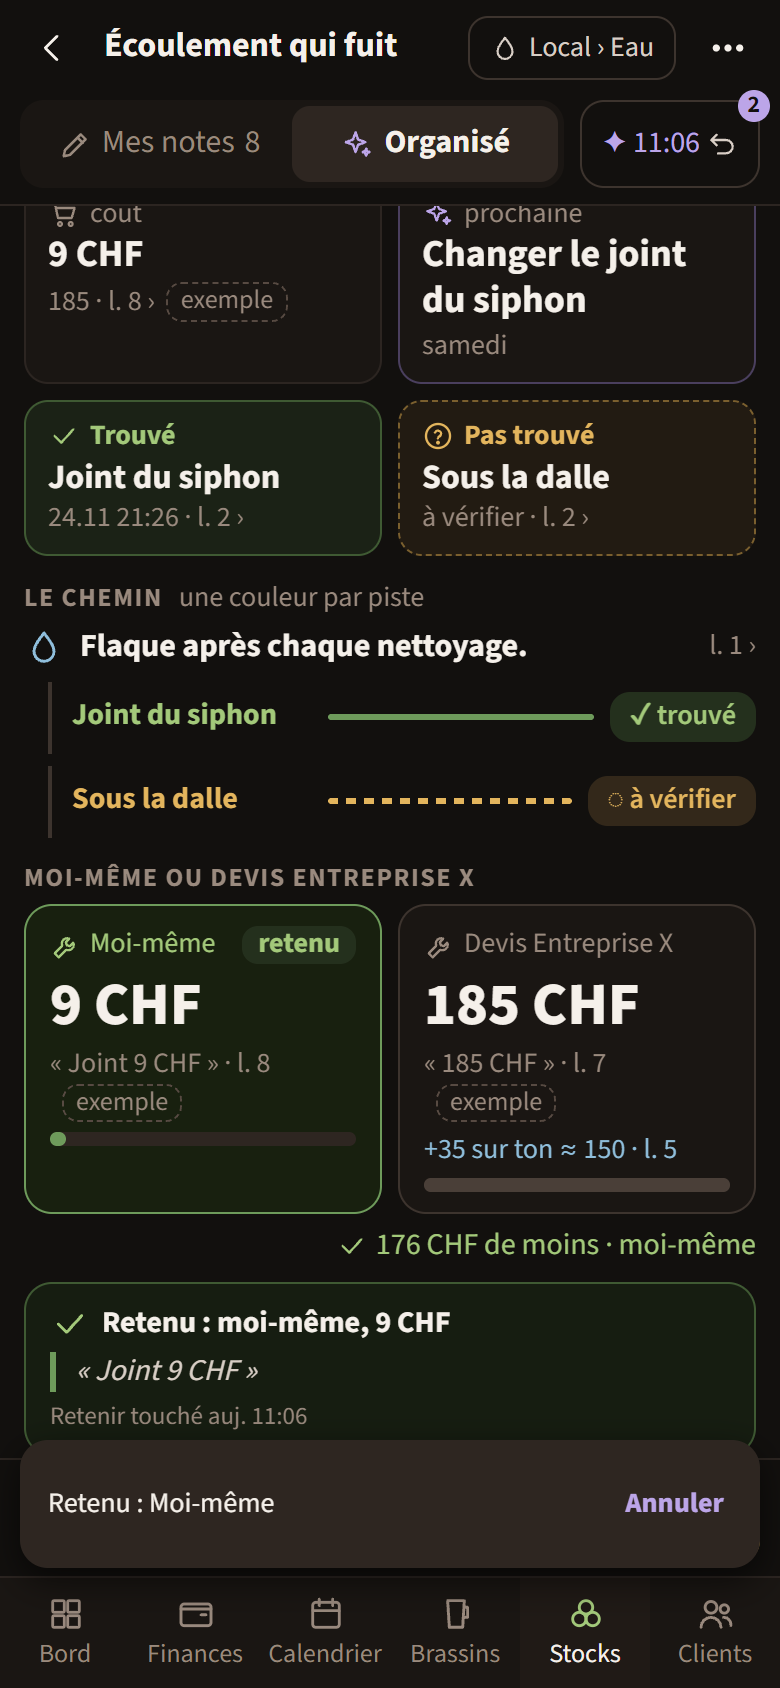 Écoulement qui fuit
Local › Eau
Mes notes 8
Organisé
11:06
2
coût
9 CHF
185 · l. 8 ›
exemple
prochaine
Changer le joint
du siphon
samedi
Trouvé
Joint du siphon
24.11 21:26 · l. 2 ›
Pas trouvé
Sous la dalle
à vérifier · l. 2 ›
LE CHEMIN une couleur par piste
Flaque après chaque nettoyage.
l. 1 ›
Joint du siphon
✓ trouvé
Sous la dalle
à vérifier
MOI-MÊME OU DEVIS ENTREPRISE X
Moi-même
retenu
9 CHF
« Joint 9 CHF » · l. 8
exemple
Devis Entreprise X
185 CHF
« 185 CHF » · l. 7
exemple
+35 sur ton ≈ 150 · l. 5
176 CHF de moins · moi-même
Retenu : moi-même, 9 CHF
« Joint 9 CHF »
Retenir touché auj. 11:06
Retenu : Moi-même
Annuler
Bord
Finances
Calendrier
Brassins
Stocks
Clients